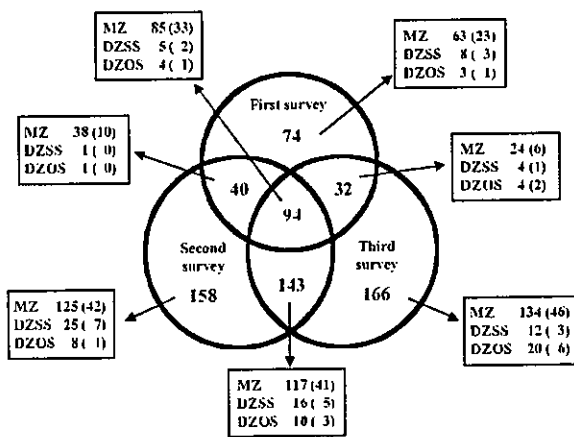 MZ 85 (33)
DZSS 5 ( 2)
DZOS 4 ( 1)
MZ 63 (23)
DZSS 8 ( 3)
DZOS 3 ( 1)
First survey
74
MZ 38 (10)
DZSS 1 ( 0)
DZOS 1 ( 0)
MZ 24 (6)
DZSS 4 (1)
DZOS 4 (2)
40
32
94
Second survey
158
143
Third survey
166
MZ 125 (42)
DZSS 25 ( 7)
DZOS 8 ( 1)
MZ 134 (46)
DZSS 12 ( 3)
DZOS 20 ( 6)
MZ 117 (41)
DZSS 16 ( 5)
DZOS 10 ( 3)